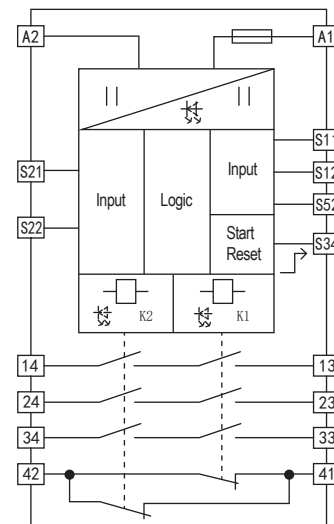 A2 A1
S11
S21 Input Logic Input S12
S52
S22 Start S34
Reset
K2 K1
14 13
24 23
34 33
42 41